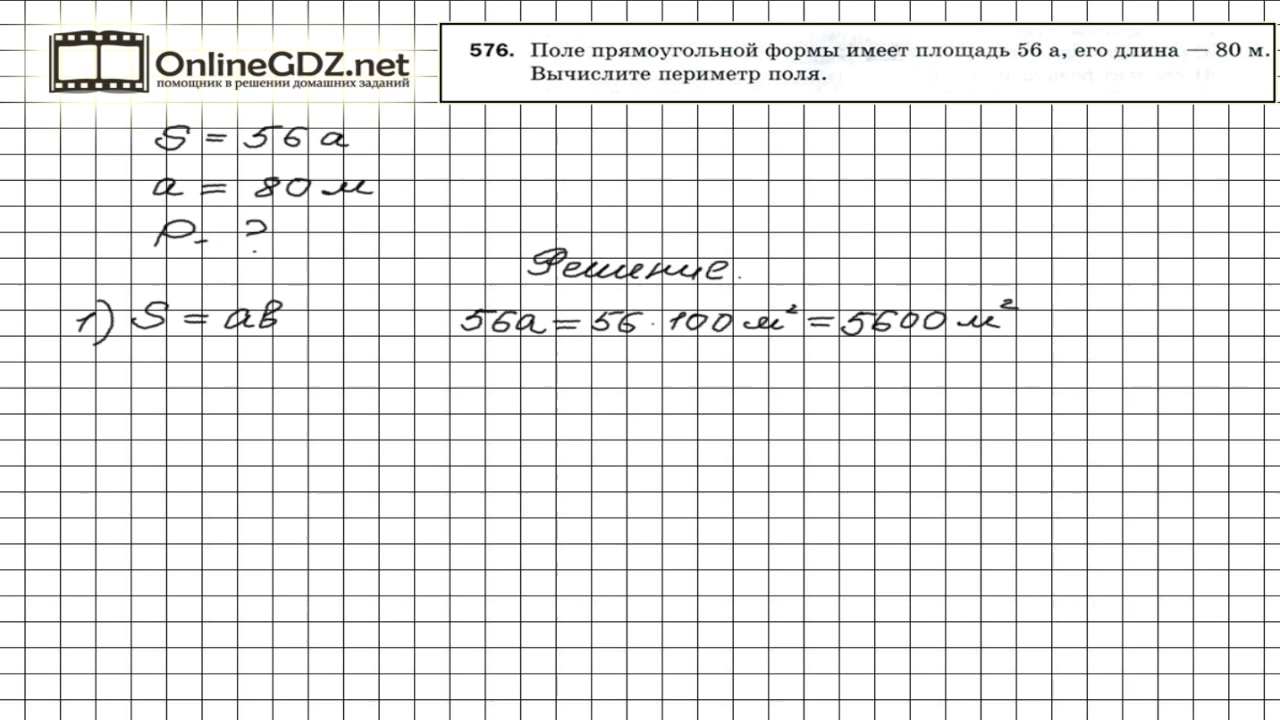 OnlineGDZ.net
помощник в решении домашних заданий
576. Поле прямоугольной формы имеет площадь 56 а, его длина — 80 м.
Вычислите периметр поля.
S = 56 а
a = 80 м
P - ?
Решение.
1) S = ab 56а = 56 · 100 м² = 5600 м²